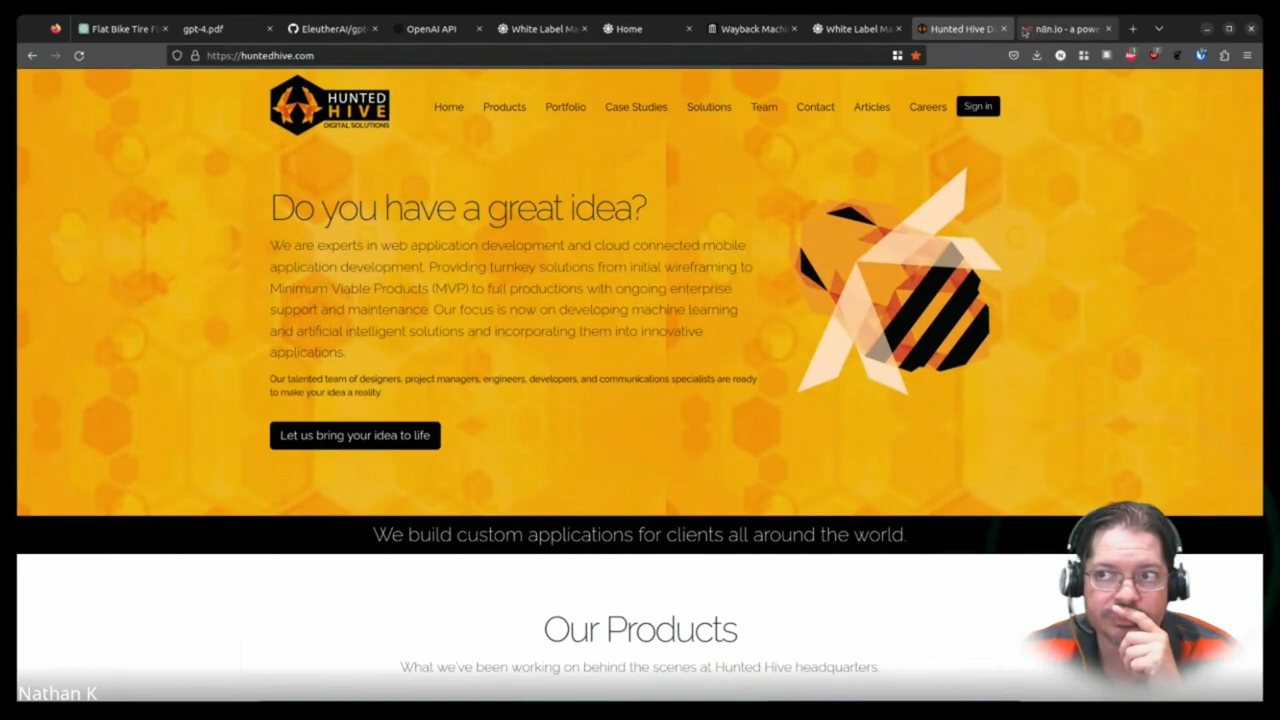 Flat Bike Tire Fi
gpt-4.pdf
EleutherAI/gpt-
OpenAI API
White Label Ma
Home
Wayback Machi
White Label Ma
Hunted Hive D
n8n.io - a powe
https://huntedhive.com
HUNTED
HIVE
DIGITAL SOLUTIONS
Home
Products
Portfolio
Case Studies
Solutions
Team
Contact
Articles
Careers
Sign in
Do you have a great idea?
We are experts in web application development and cloud connected mobile
application development. Providing turnkey solutions from initial wireframing to
Minimum Viable Products (MVP) to full productions with ongoing enterprise
support and maintenance. Our focus is now on developing machine learning
and artificial intelligent solutions and incorporating them into innovative
applications.
Our talented team of designers, project managers, engineers, developers, and communications specialists are ready
to make your idea a reality.
Let us bring your idea to life
We build custom applications for clients all around the world.
Our Products
What we've been working on behind the scenes at Hunted Hive headquarters.
Nathan K